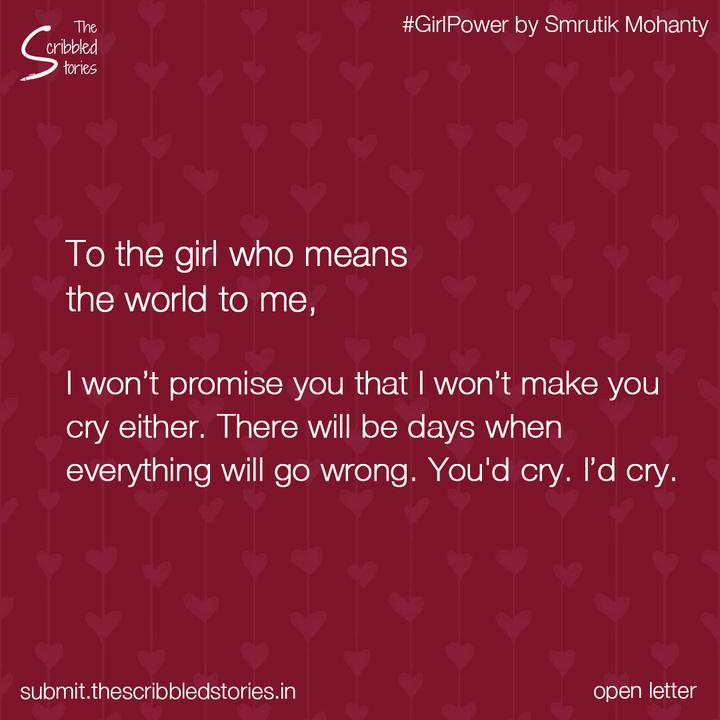 The
Scribbled
Stories
#GirlPower by Smrutik Mohanty
To the girl who means
the world to me,
I won’t promise you that I won’t make you
cry either. There will be days when
everything will go wrong. You'd cry. I’d cry.
submit.thescribbledstories.in
open letter